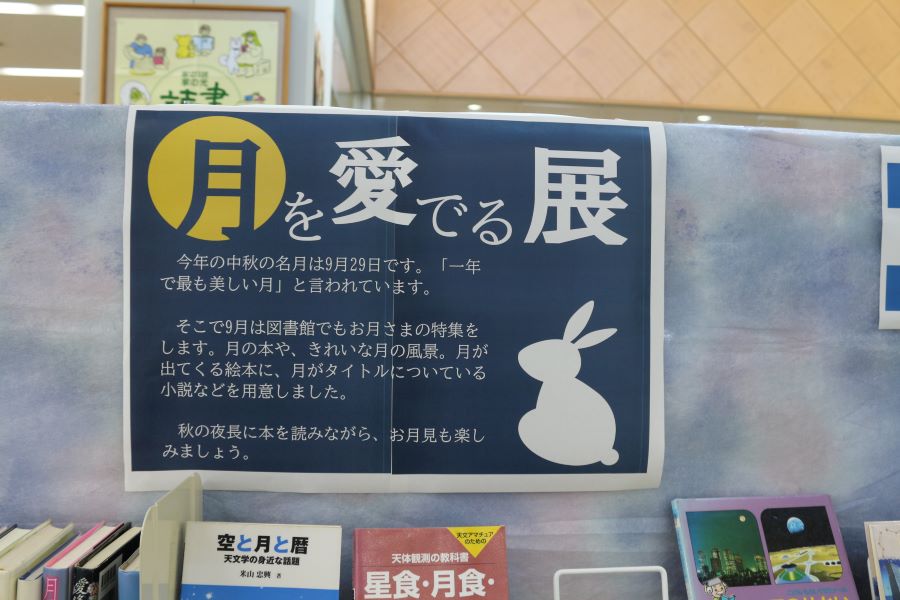 読書
月を愛でる展
今年の中秋の名月は9月29日です。「一年
で最も美しい月」と言われています。
そこで9月は図書館でもお月さまの特集を
します。月の本や、きれいな月の風景。月が
出てくる絵本に、月がタイトルについている
小説などを用意しました。
秋の夜長に本を読みながら、お月見も楽し
みましょう。
空と月と暦
天文学の身近な話題
米山 忠興 著
天文アマチュア
のための
天体観測の教科書
星食・月食・
月